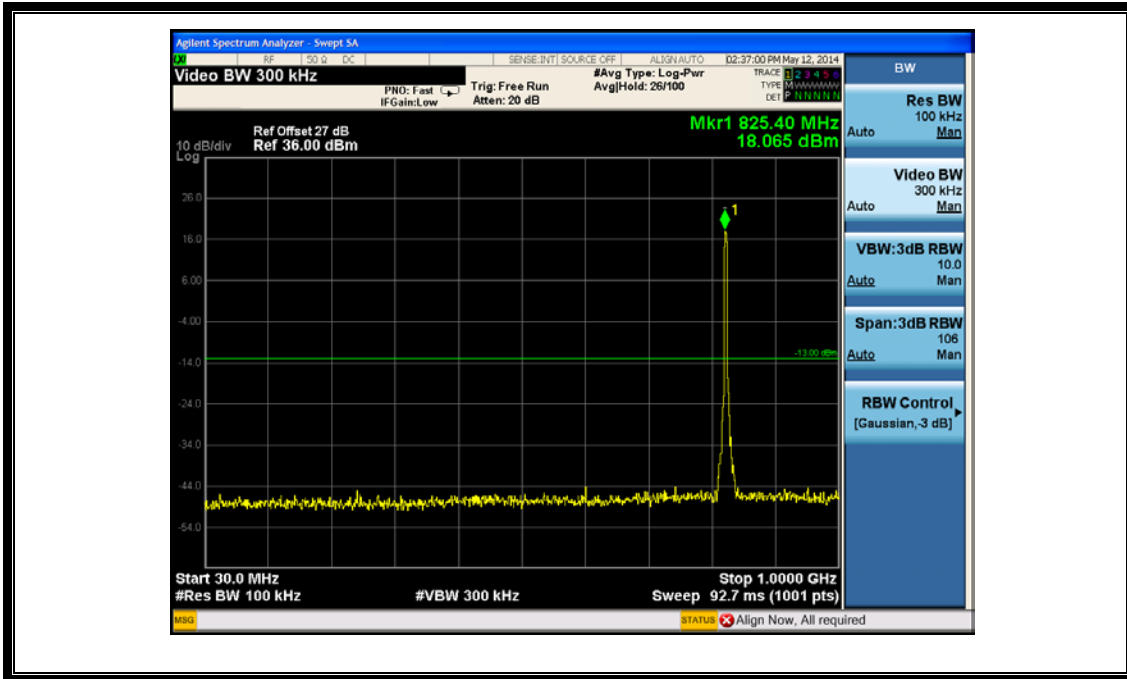 Agilent Spectrum Analyzer - Swept SA
RF 50 Ω DC SENSE:INT SOURCE OFF ALIGN AUTO 02:37:00 PM May 12, 2014
Video BW 300 kHz
PNO: Fast
IFGain:Low
Trig: Free Run
Atten: 20 dB
#Avg Type: Log-Pwr
Avg|Hold: 26/100
TRACE 1 2 3 4 5 6
TYPE M
DET P N N N N N
Ref Offset 27 dB
10 dB/div Ref 36.00 dBm
Log
Mkr1 825.40 MHz
18.065 dBm
26.0
16.0
6.00
-4.00
-14.0
-24.0
-34.0
-44.0
-54.0
1
-13.00 dBm
Start 30.0 MHz
Stop 1.0000 GHz
#Res BW 100 kHz
#VBW 300 kHz
Sweep 92.7 ms (1001 pts)
BW
Res BW
100 kHz
Auto Man
Video BW
300 kHz
Auto Man
VBW:3dB RBW
10.0
Auto Man
Span:3dB RBW
106
Auto Man
RBW Control
[Gaussian,-3 dB]
MSG
STATUS Align Now, All required